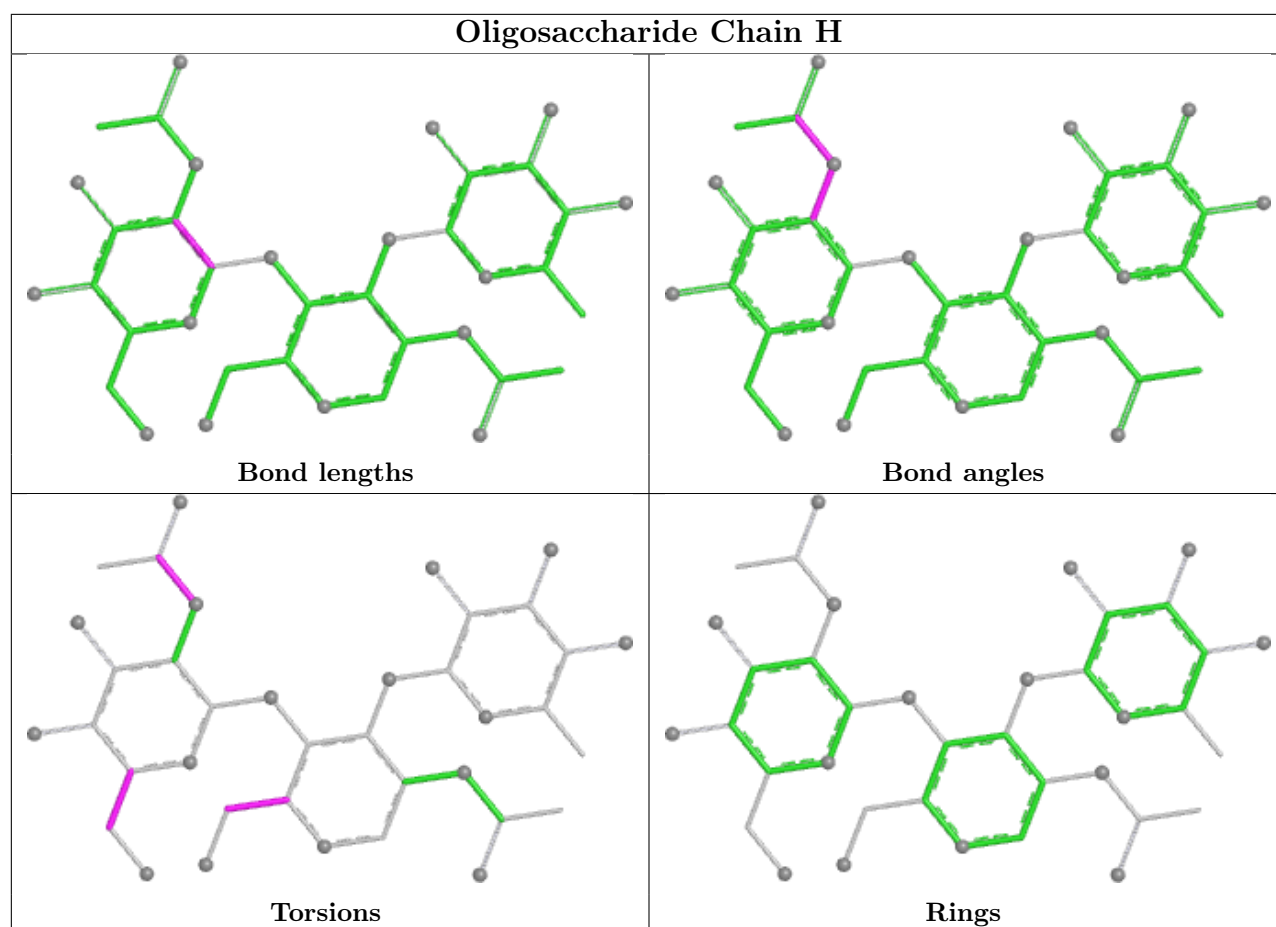 Oligosaccharide Chain H
Bond lengths
Bond angles
Torsions
Rings